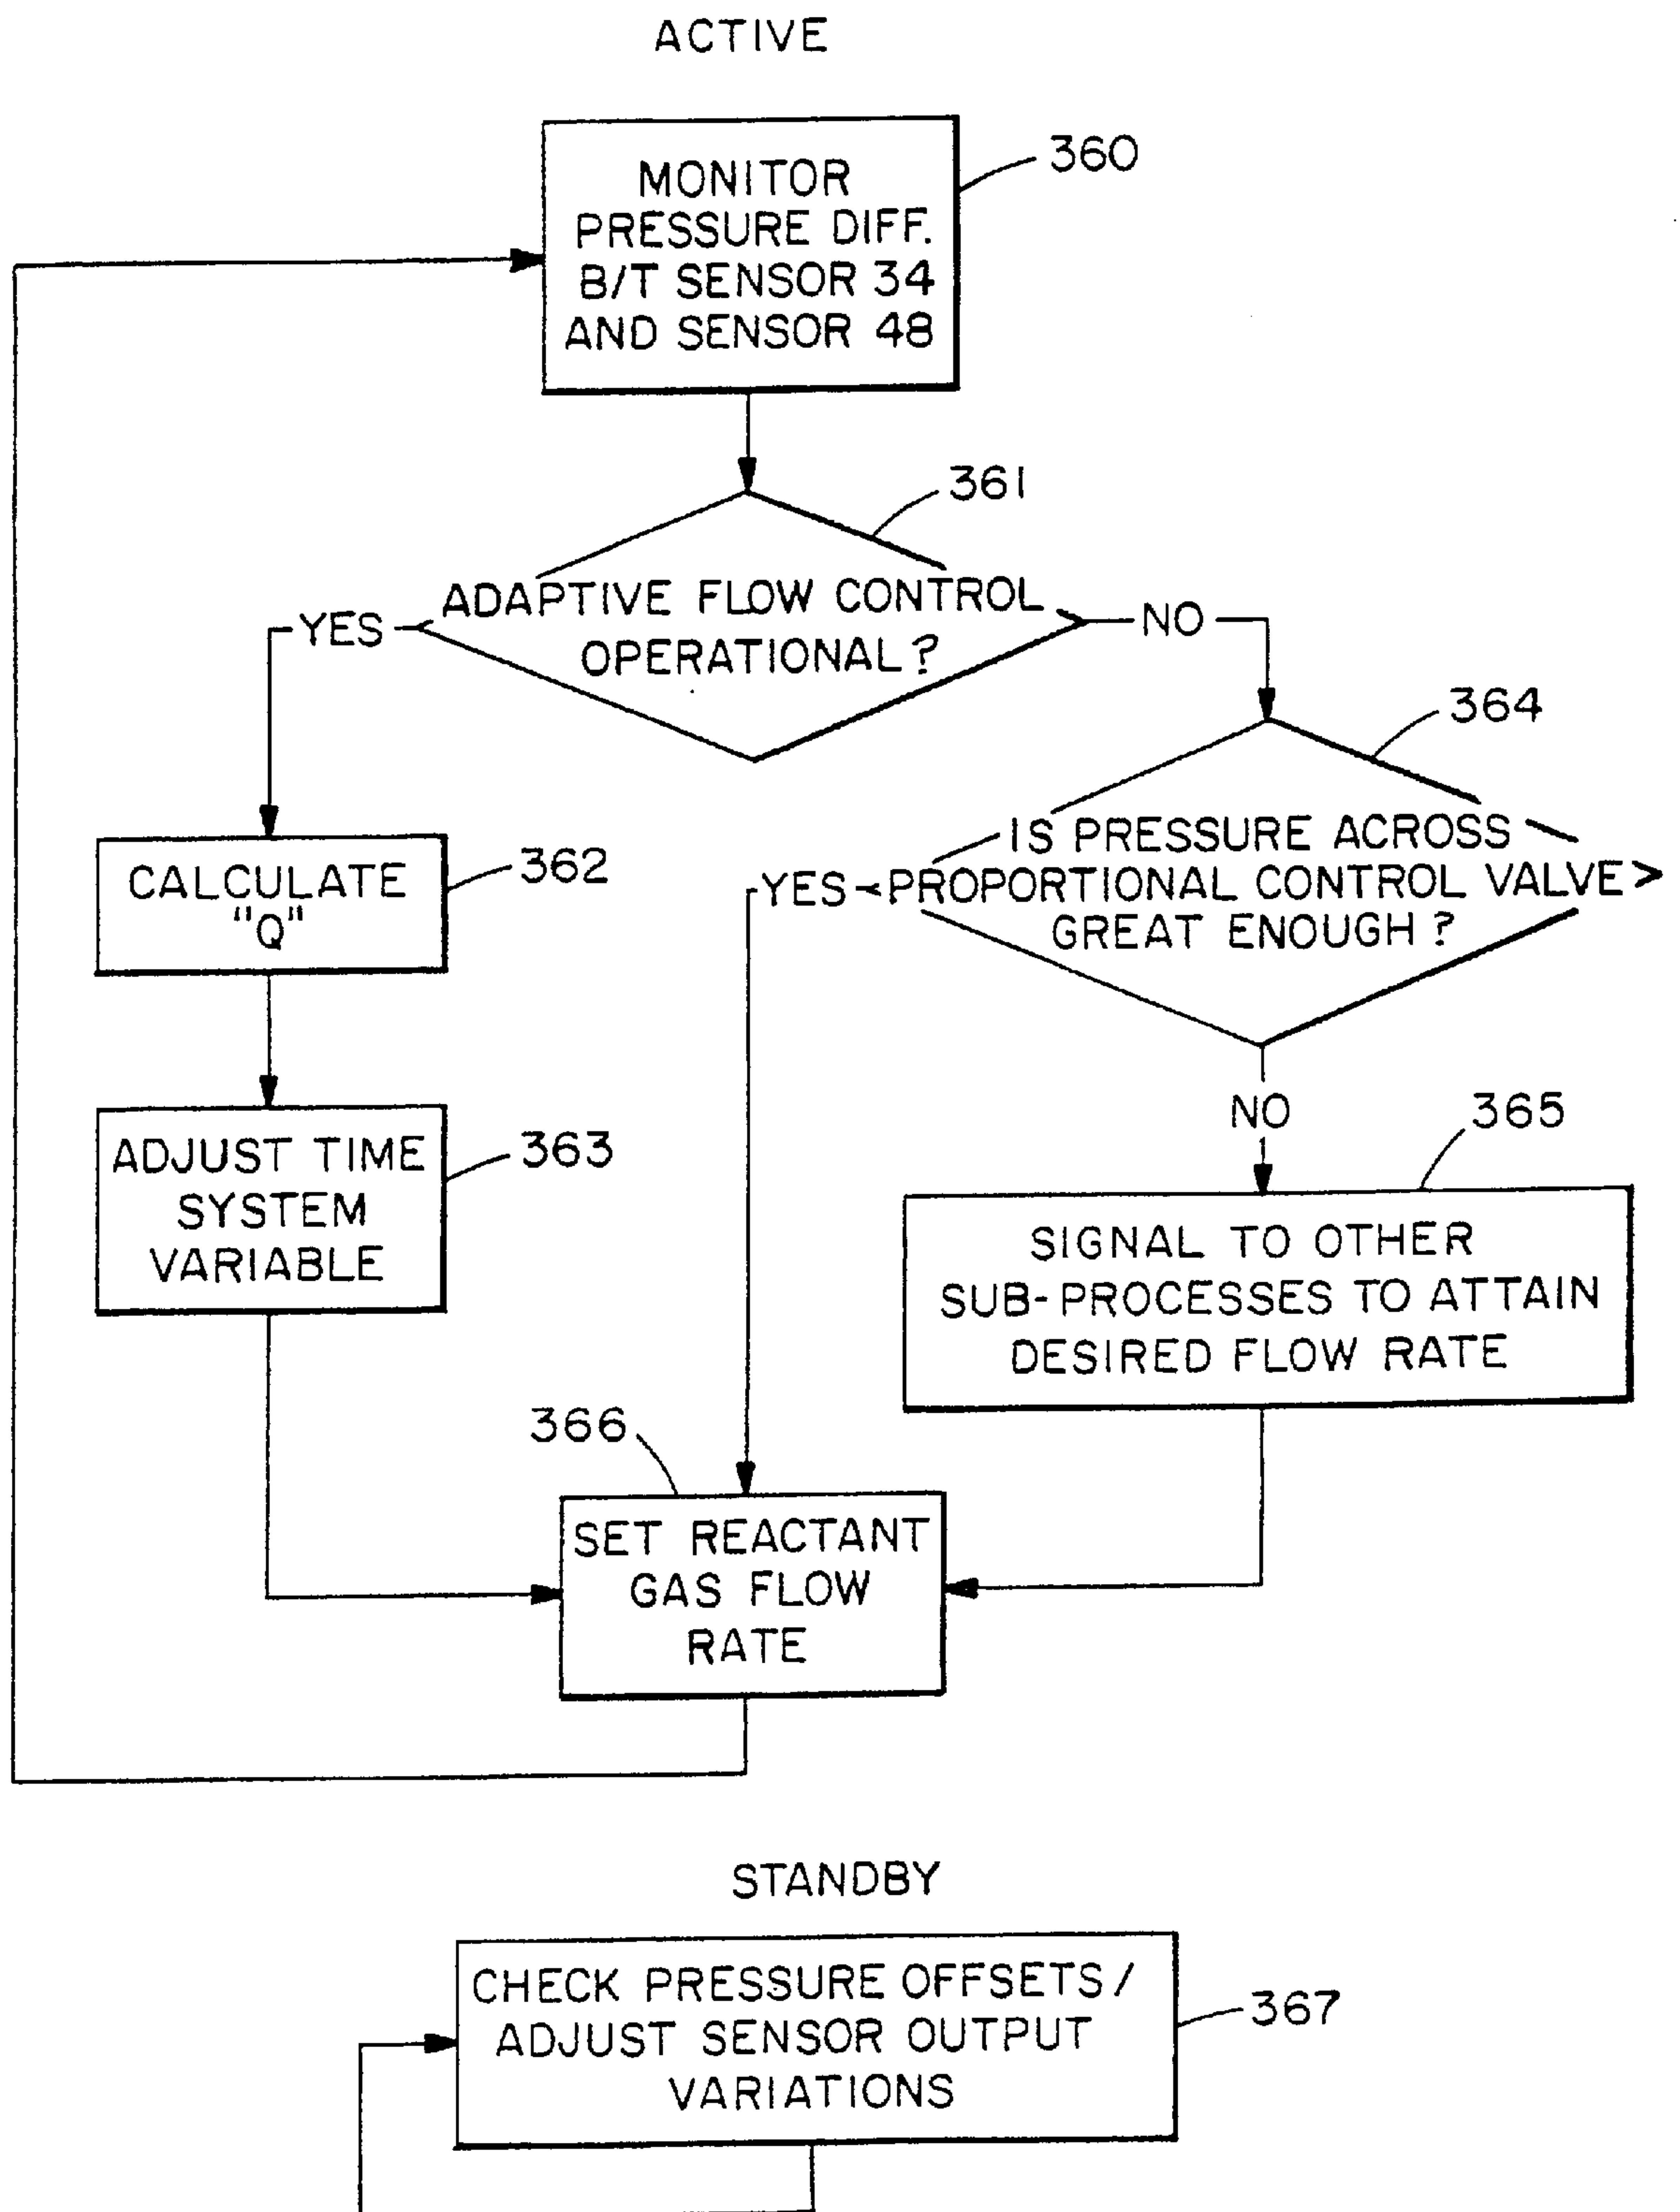 ACTIVE
MONITOR
PRESSURE DIFF.
B/T SENSOR 34
AND SENSOR 48
360
361
ADAPTIVE FLOW CONTROL
OPERATIONAL?
YES
NO
364
IS PRESSURE ACROSS
PROPORTIONAL CONTROL VALVE
GREAT ENOUGH?
YES
NO
362
CALCULATE
"Q"
363
ADJUST TIME
SYSTEM
VARIABLE
365
SIGNAL TO OTHER
SUB-PROCESSES TO ATTAIN
DESIRED FLOW RATE
366
SET REACTANT
GAS FLOW
RATE
STANDBY
CHECK PRESSURE OFFSETS/
ADJUST SENSOR OUTPUT
VARIATIONS
367